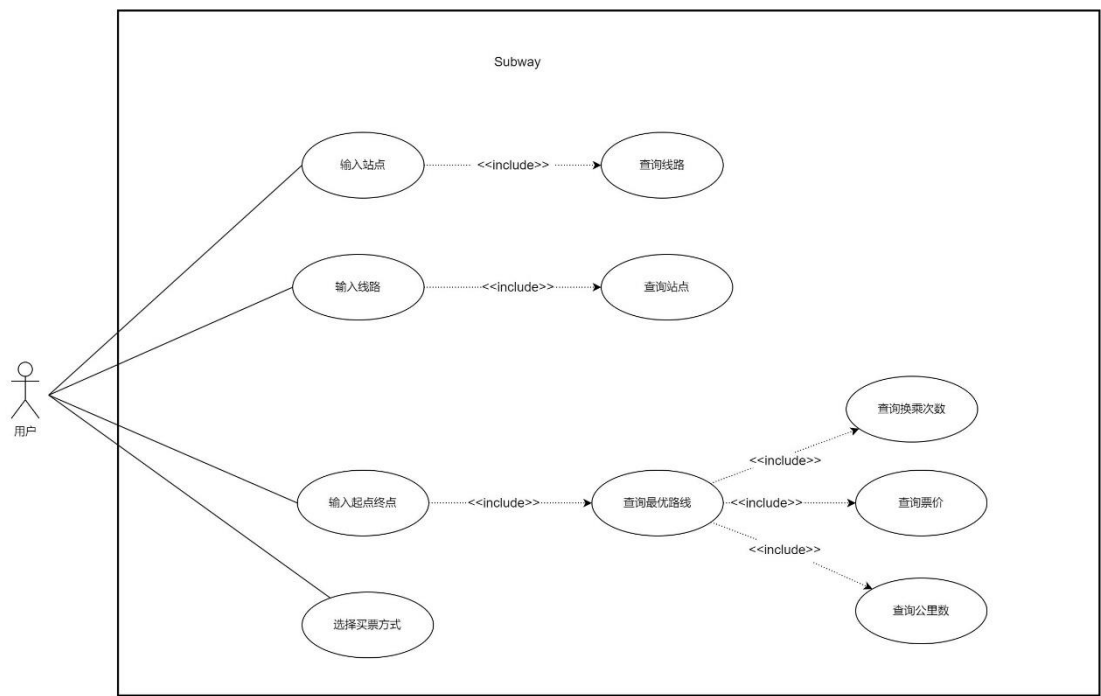 Subway
输入站点
<<include>>
查询线路
输入线路
<<include>>
查询站点
用户
查询换乘次数
<<include>>
输入起点终点
<<include>>
查询最优路线
<<include>>
查询票价
<<include>>
查询公里数
选择买票方式